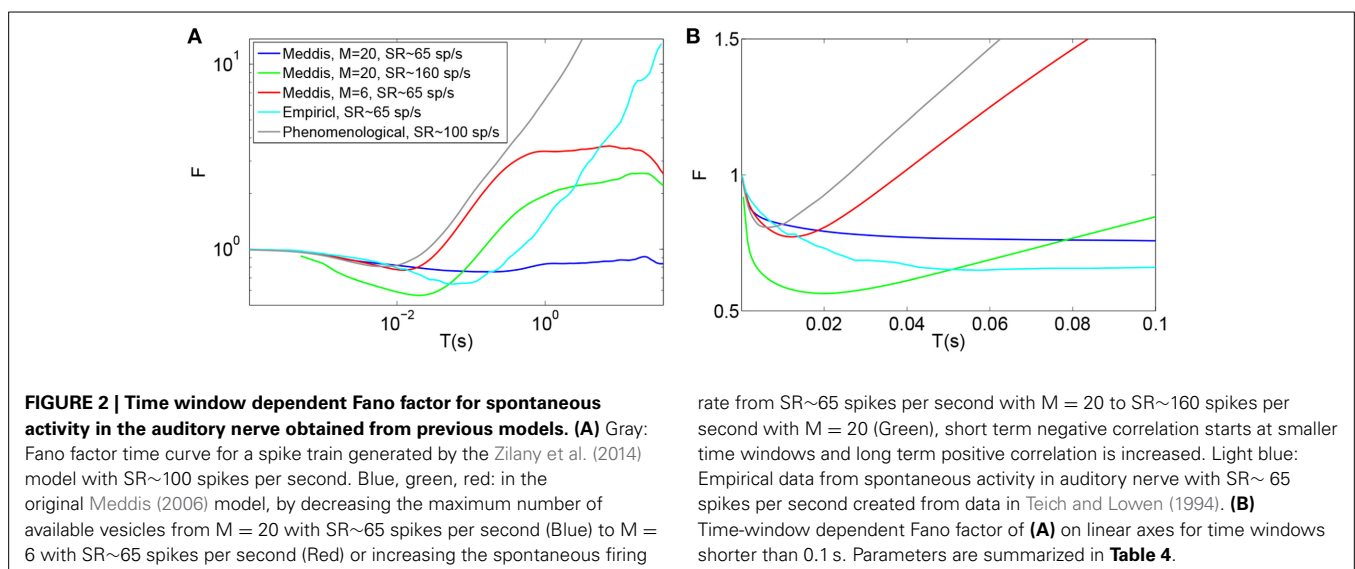 A
10^1
F
10^0
10^-2
10^0
T(s)
Meddis, M=20, SR~65 sp/s
Meddis, M=20, SR~160 sp/s
Meddis, M=6, SR~65 sp/s
Empiricl, SR~65 sp/s
Phenomenological, SR~100 sp/s
B
1.5
F
1
0.5
0.02
0.04
0.06
0.08
0.1
T(s)
FIGURE 2 | Time window dependent Fano factor for spontaneous
activity in the auditory nerve obtained from previous models. (A) Gray:
Fano factor time curve for a spike train generated by the Zilany et al. (2014)
model with SR~100 spikes per second. Blue, green, red: in the
original Meddis (2006) model, by decreasing the maximum number of
available vesicles from M = 20 with SR~65 spikes per second (Blue) to M =
6 with SR~65 spikes per second (Red) or increasing the spontaneous firing
rate from SR~65 spikes per second with M = 20 to SR~160 spikes per
second with M = 20 (Green), short term negative correlation starts at smaller
time windows and long term positive correlation is increased. Light blue:
Empirical data from spontaneous activity in auditory nerve with SR~ 65
spikes per second created from data in Teich and Lowen (1994). (B)
Time-window dependent Fano factor of (A) on linear axes for time windows
shorter than 0.1 s. Parameters are summarized in Table 4.